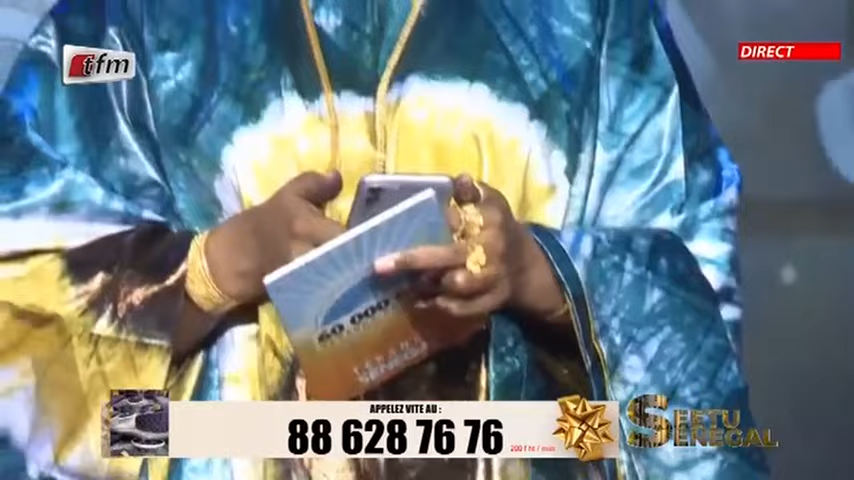 tfm
DIRECT
60 000
APPELEZ VITE AU :
88 628 76 76
200 f ht / min
SEETU
SENEGAL